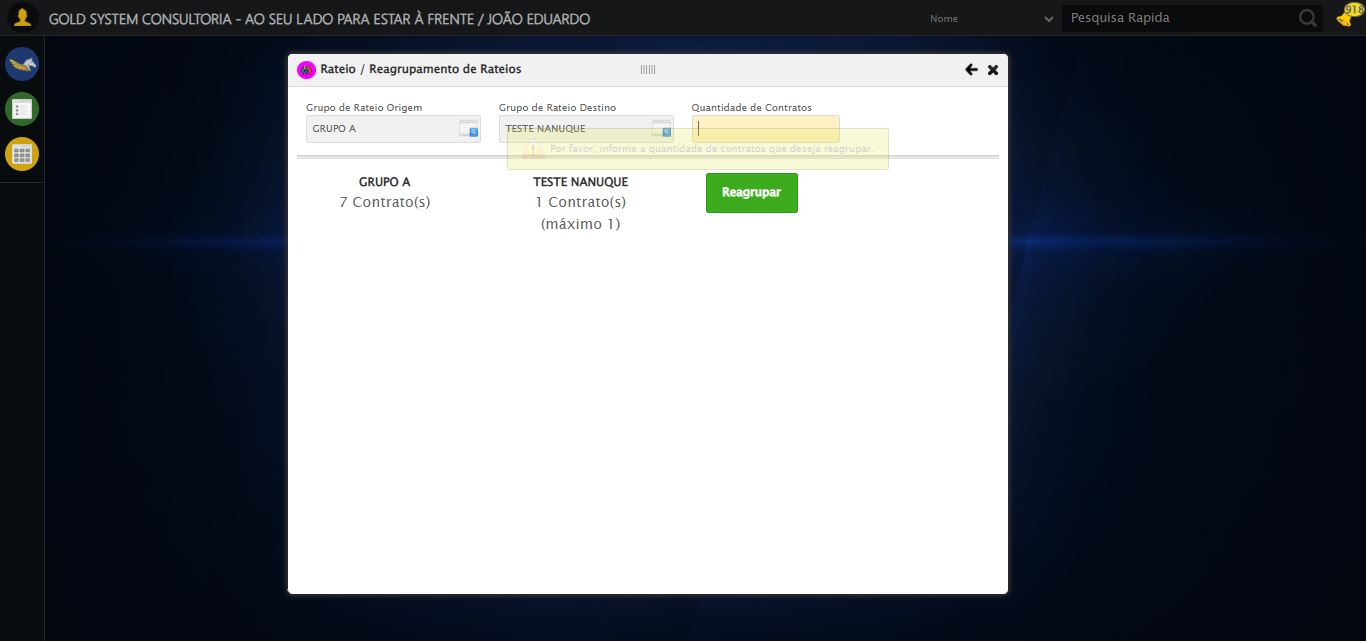 GOLD SYSTEM CONSULTORIA - AO SEU LADO PARA ESTAR À FRENTE / JOÃO EDUARDO
Nome
Pesquisa Rapida
918
Rateio / Reagrupamento de Rateios
Grupo de Rateio Origem
Grupo de Rateio Destino
Quantidade de Contratos
GRUPO A
TESTE NANUQUE
Por favor, informe a quantidade de contratos que deseja reagrupar.
GRUPO A
TESTE NANUQUE
Reagrupar
7 Contrato(s)
1 Contrato(s)
(máximo 1)